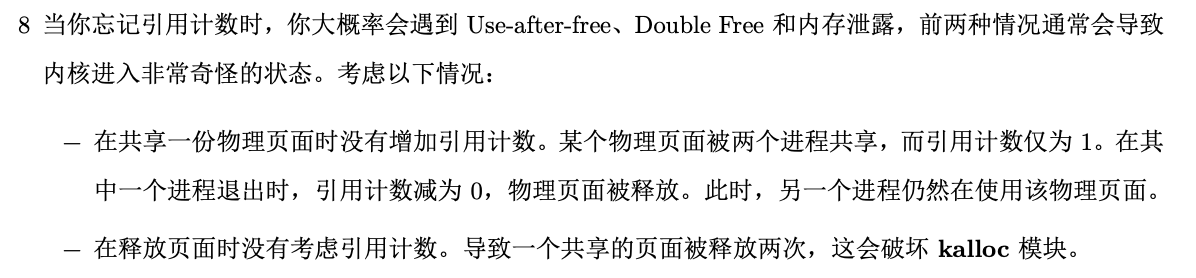 8 当你忘记引用计数时，你大概率会遇到 Use-after-free、Double Free 和内存泄露，前两种情况通常会导致
内核进入非常奇怪的状态。考虑以下情况：
– 在共享一份物理页面时没有增加引用计数。某个物理页面被两个进程共享，而引用计数仅为 1。在其
中一个进程退出时，引用计数减为 0，物理页面被释放。此时，另一个进程仍然在使用该物理页面。
– 在释放页面时没有考虑引用计数。导致一个共享的页面被释放两次，这会破坏 kalloc 模块。